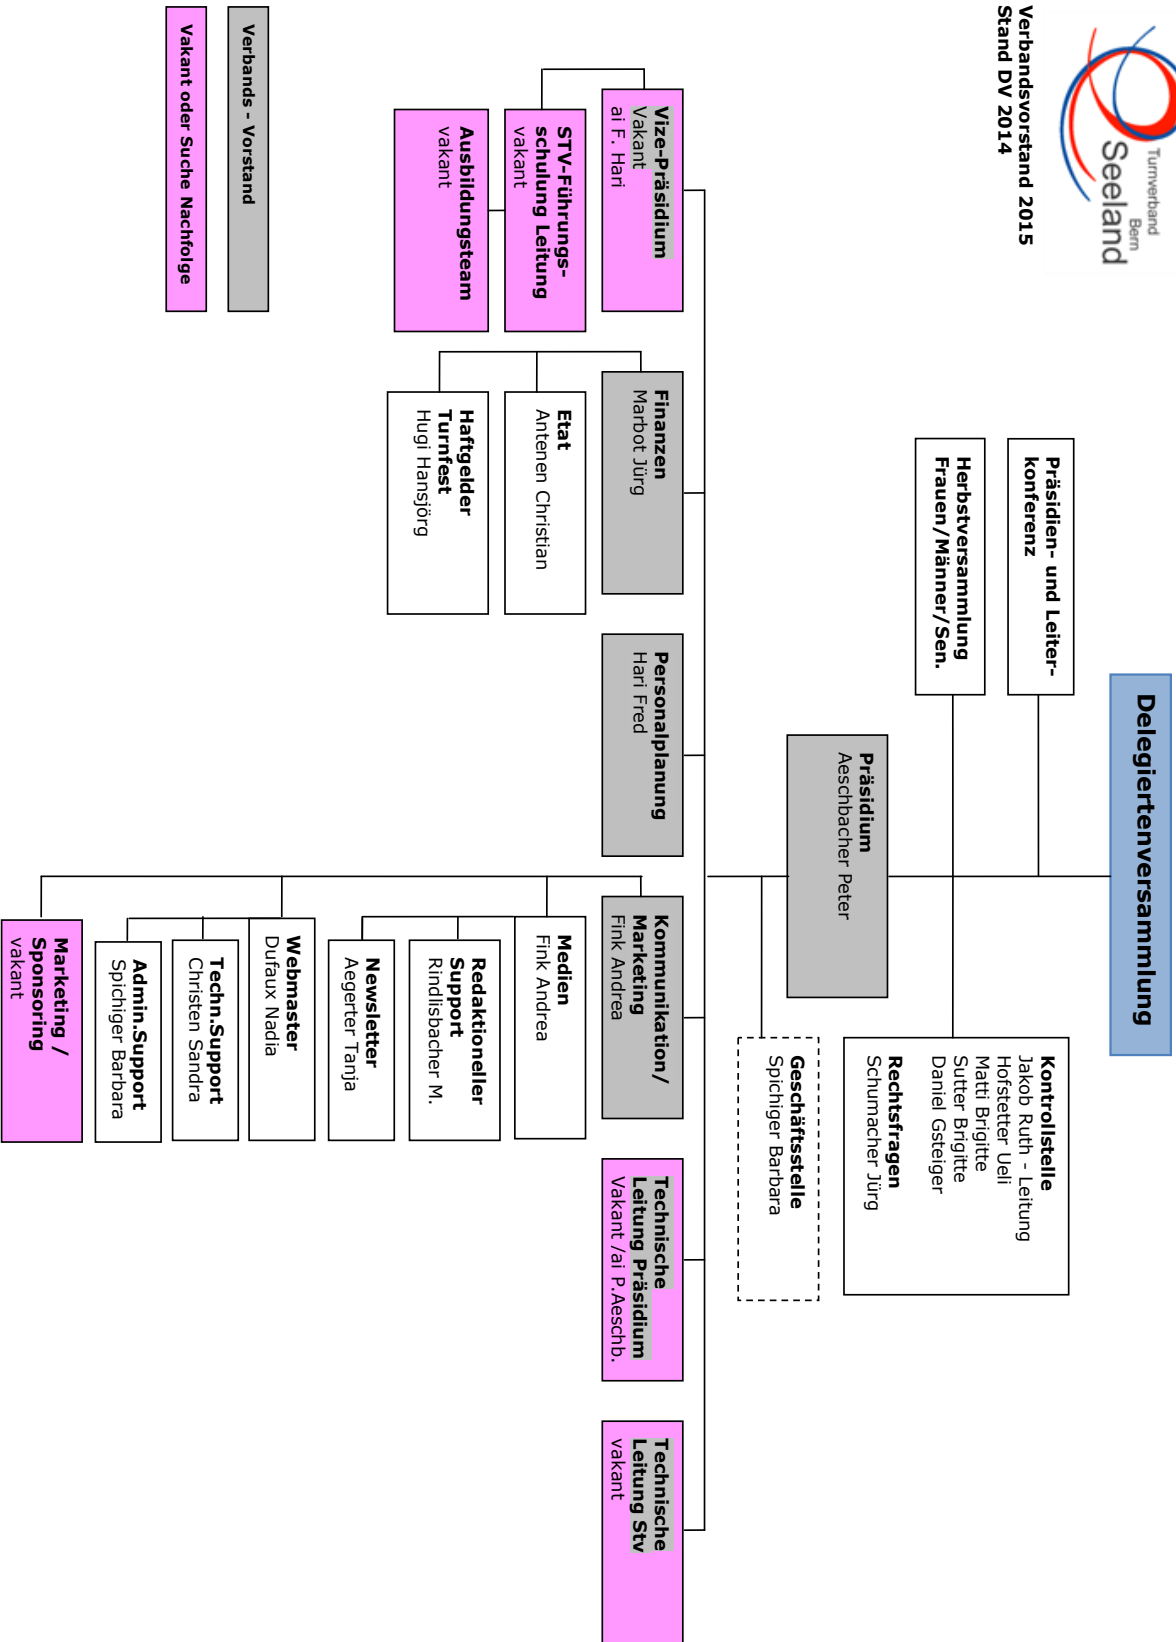 Turnverband
Bern
Seeland
Verbandsvorstand 2015
Stand DV 2014
Delegiertenversammlung
Präsidien- und Leiter-
konferenz
Herbstversammlung
Frauen/Männer/Sen.
Kontrollstelle
Jakob Ruth - Leitung
Hofstetter Ueli
Matti Brigitte
Sutter Brigitte
Daniel Gsteiger
Rechtsfragen
Schumacher Jürg
Präsidium
Aeschbacher Peter
Geschäftsstelle
Spichiger Barbara
Vize-Präsidium
Vakant
ai F. Hari
STV-Führungs-
schulung Leitung
vakant
Ausbildungsteam
vakant
Finanzen
Marbot Jürg
Etat
Antenen Christian
Haftgelder
Turnfest
Hugi Hansjörg
Personalplanung
Hari Fred
Kommunikation/
Marketing
Fink Andrea
Medien
Fink Andrea
Redaktioneller
Support
Rindlisbacher M.
Newsletter
Aegerter Tanja
Webmaster
Dufaux Nadia
Techn.Support
Christen Sandra
Admin.Support
Spichiger Barbara
Marketing /
Sponsoring
vakant
Technische
Leitung Präsidium
Vakant /ai P.Aeschb.
Technische
Leitung Stv
vakant
Verbands - Vorstand
Vakant oder Suche Nachfolge